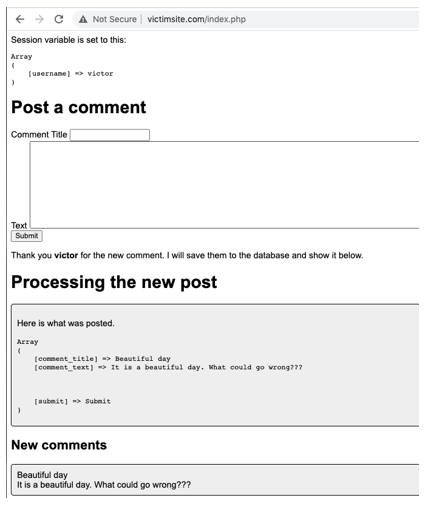 Not Secure | victimsite.com/index.php
Session variable is set to this:
Array
(
    [username] => victor
)
Post a comment
Comment Title
Text
Submit
Thank you victor for the new comment. I will save them to the database and show it below.
Processing the new post
Here is what was posted.
Array
(
    [comment_title] => Beautiful day
    [comment_text] => It is a beautiful day. What could go wrong???
    [submit] => Submit
)
New comments
Beautiful day
It is a beautiful day. What could go wrong???